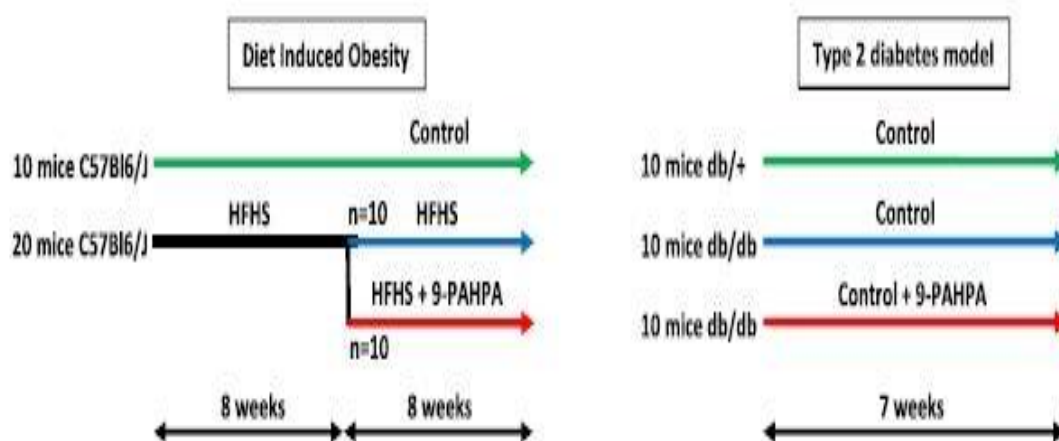 Diet Induced Obesity
Control
10 mice C57Bl6/J
HFHS
n=10
HFHS
20 mice C57Bl6/J
HFHS + 9-PAHPA
n=10
8 weeks
8 weeks
Type 2 diabetes model
Control
10 mice db/+
Control
10 mice db/db
Control + 9-PAHPA
10 mice db/db
7 weeks